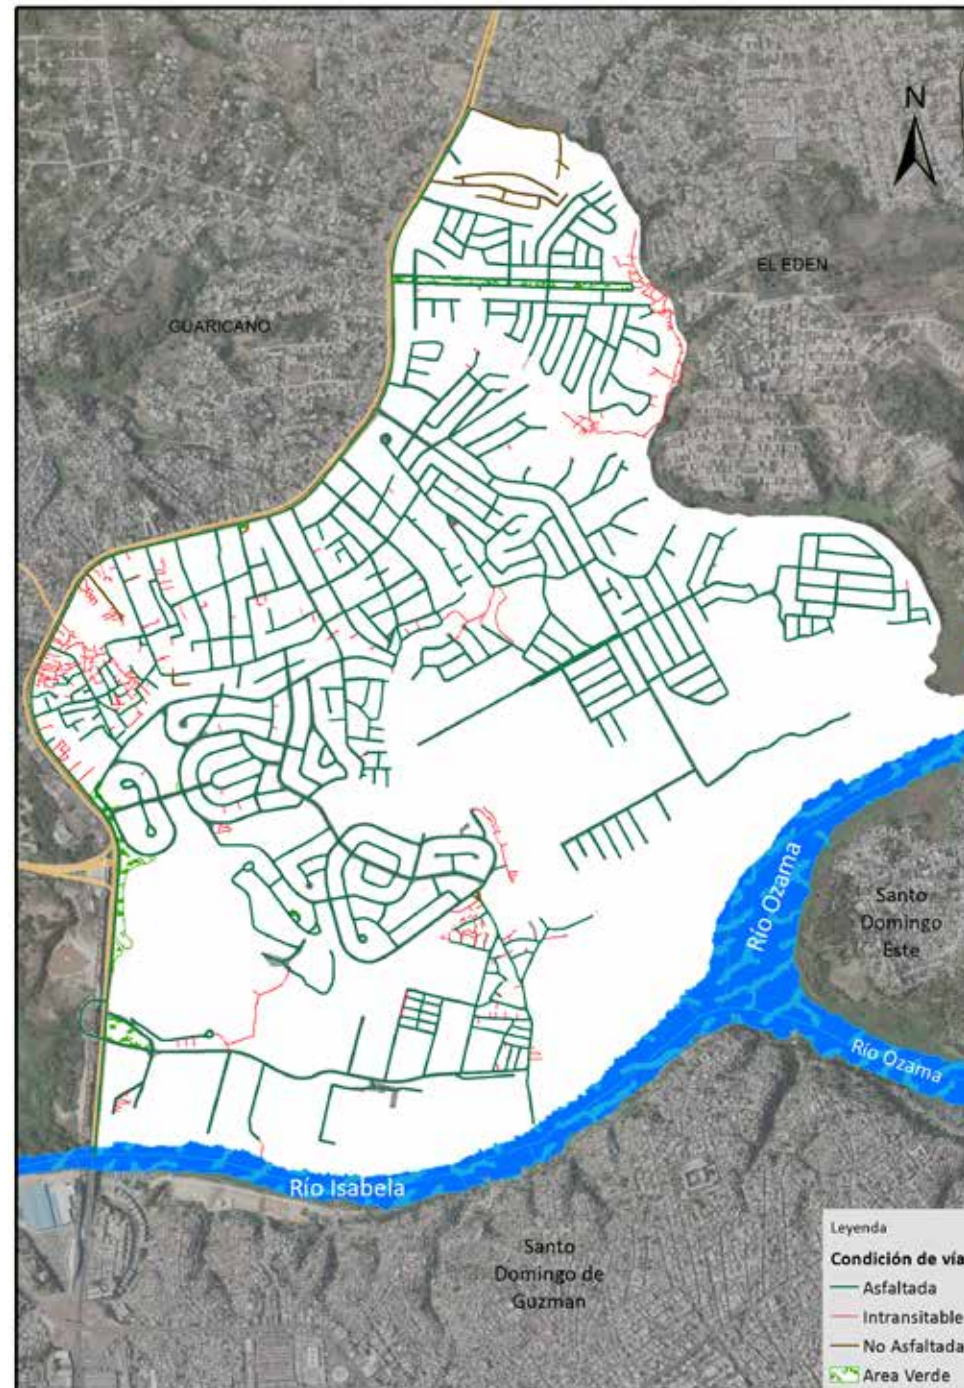 N
EL EDEN
GUARICANO
Río Ozama
Santo
Domingo
Este
Río Ozama
Río Isabela
Santo
Domingo de
Guzman
Leyenda
Condición de vía
Asfaltada
Intransitable
No Asfaltada
Area Verde